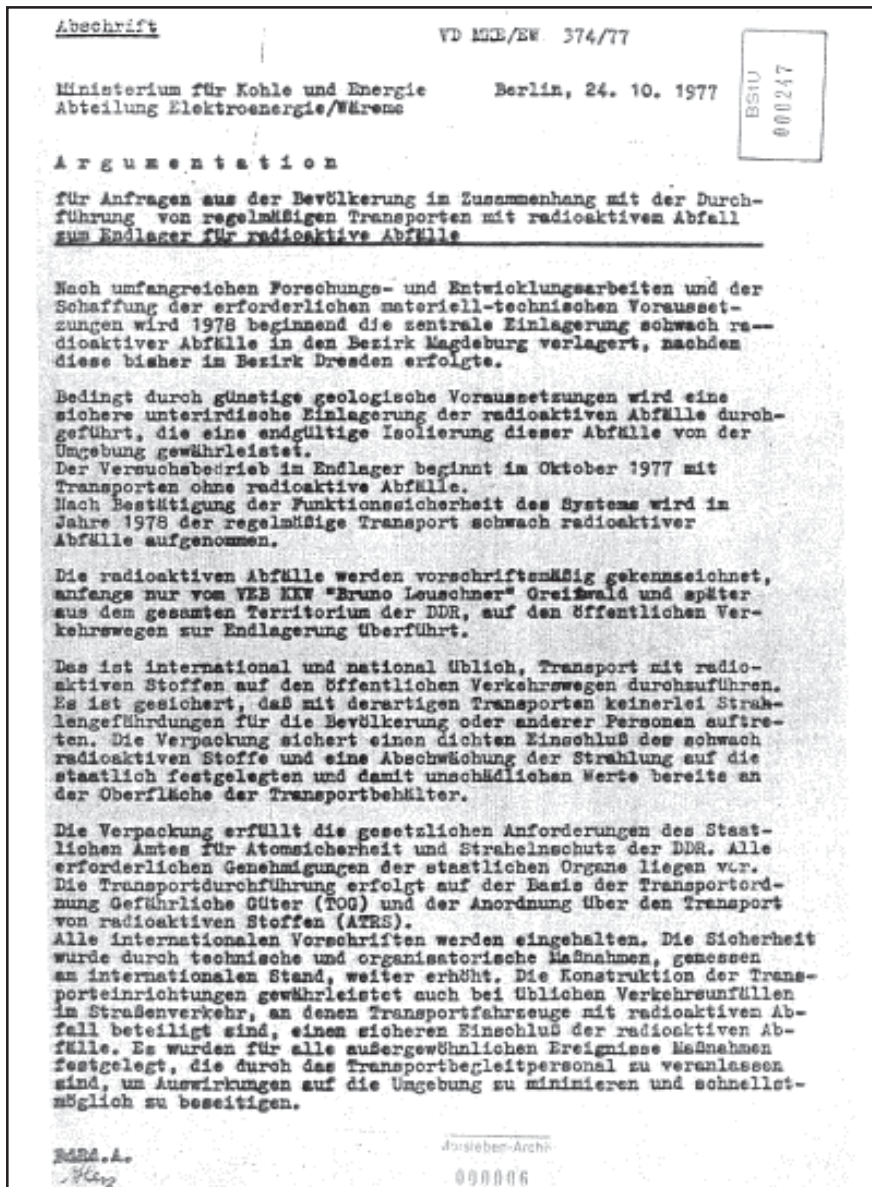 Abschrift
VD MKE/EW 374/77
BStU
000247
Ministerium für Kohle und Energie Berlin, 24. 10. 1977
Abteilung Elektroenergie/Wärme
A r g u m e n t a t i o n
für Anfragen aus der Bevölkerung im Zusammenhang mit der Durch-
führung von regelmäßigen Transporten mit radioaktivem Abfall
zum Endlager für radioaktive Abfälle
Nach umfangreichen Forschungs- und Entwicklungsarbeiten und der
Schaffung der erforderlichen materiell-technischen Vorausset-
zungen wird 1978 beginnend die zentrale Einlagerung schwach ra--
dioaktiver Abfälle in den Bezirk Magdeburg verlagert, nachdem
diese bisher im Bezirk Dresden erfolgte.
Bedingt durch günstige geologische Voraussetzungen wird eine
sichere unterirdische Einlagerung der radioaktiven Abfälle durch-
geführt, die eine endgültige Isolierung dieser Abfälle von der
Umgebung gewährleistet.
Der Versuchsbetrieb im Endlager beginnt im Oktober 1977 mit
Transporten ohne radioaktive Abfälle.
Nach Bestätigung der Funktionssicherheit des Systems wird im
Jahre 1978 der regelmäßige Transport schwach radioaktiver
Abfälle aufgenommen.
Die radioaktiven Abfälle werden vorschriftsmäßig gekennzeichnet,
anfangs nur vom VEB KKW "Bruno Leuschner" Greifswald und später
aus dem gesamten Territorium der DDR, auf den öffentlichen Ver-
kehrswegen zur Endlagerung überführt.
Das ist international und national üblich, Transport mit radio-
aktiven Stoffen auf den öffentlichen Verkehrswegen durchzuführen.
Es ist gesichert, daß mit derartigen Transporten keinerlei Strah-
lengefährdungen für die Bevölkerung oder anderer Personen auftre-
ten. Die Verpackung sichert einen dichten Einschluß des schwach
radioaktiven Stoffe und eine Abschwächung der Strahlung auf die
staatlich festgelegten und damit unschädlichen Werte bereits an
der Oberfläche der Transportbehälter.
Die Verpackung erfüllt die gesetzlichen Anforderungen des Staat-
lichen Amtes für Atomsicherheit und Strahelnschutz der DDR. Alle
erforderlichen Genehmigungen der staatlichen Organe liegen vor.
Die Transportdurchführung erfolgt auf der Basis der Transportord-
nung Gefährliche Güter (TOG) und der Anordnung über den Transport
von radioaktiven Stoffen (ATRS).
Alle internationalen Vorschriften werden eingehalten. Die Sicherheit
wurde durch technische und organisatorische Maßnahmen, gemessen
am internationalen Stand, weiter erhöht. Die Konstruktion der Trans-
porteinrichtungen gewährleistet auch bei üblichen Verkehrsunfällen
im Straßenverkehr, an denen Transportfahrzeuge mit radioaktivem Ab-
fall beteiligt sind, einen sicheren Einschluß der radioaktiven Ab-
fälle. Es wurden für alle außergewöhnlichen Ereignisse Maßnahmen
festgelegt, die durch das Transportbegleitpersonal zu veranlassen
sind, um Auswirkungen auf die Umgebung zu minimieren und schnellst-
möglich zu beseitigen.
Morsleben-Archiv
000006